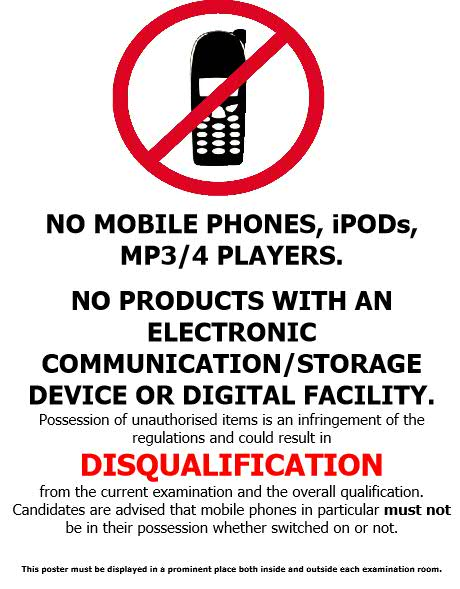 NO MOBILE PHONES, iPODs,
MP3/4 PLAYERS.
NO PRODUCTS WITH AN
ELECTRONIC
COMMUNICATION/STORAGE
DEVICE OR DIGITAL FACILITY.
Possession of unauthorised items is an infringement of the
regulations and could result in
DISQUALIFICATION
from the current examination and the overall qualification.
Candidates are advised that mobile phones in particular must not
be in their possession whether switched on or not.
This poster must be displayed in a prominent place both inside and outside each examination room.